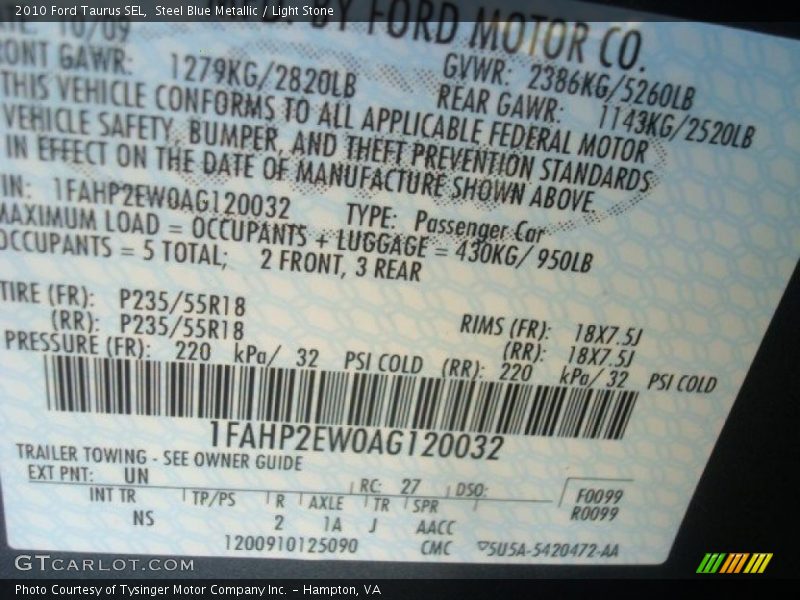 2010 Ford Taurus SEL, Steel Blue Metallic / Light Stone
BY FORD MOTOR CO.
10/09
GVWR: 2386KG/5260LB
FRONT GAWR: 1279KG/2820LB REAR GAWR: 1143KG/2520LB
THIS VEHICLE CONFORMS TO ALL APPLICABLE FEDERAL MOTOR
VEHICLE SAFETY, BUMPER, AND THEFT PREVENTION STANDARDS
IN EFFECT ON THE DATE OF MANUFACTURE SHOWN ABOVE
VIN: 1FAHP2EW0AG120032 TYPE: Passenger Car
MAXIMUM LOAD = OCCUPANTS + LUGGAGE = 430KG/ 950LB
OCCUPANTS = 5 TOTAL; 2 FRONT, 3 REAR
TIRE (FR): P235/55R18 RIMS (FR): 18X7.5J
(RR): P235/55R18 (RR): 18X7.5J
PRESSURE (FR): 220 kPa/ 32 PSI COLD (RR): 220 kPa/ 32 PSI COLD
1FAHP2EW0AG120032
TRAILER TOWING - SEE OWNER GUIDE
EXT PNT: UN RC: 27 DSO: F0099
INT TR TP/PS R AXLE TR SPR R0099
NS 2 1A J AACC
1200910125090 CMC 5U5A-5420472-AA
GTCARLOT.COM
Photo Courtesy of Tysinger Motor Company Inc. - Hampton, VA